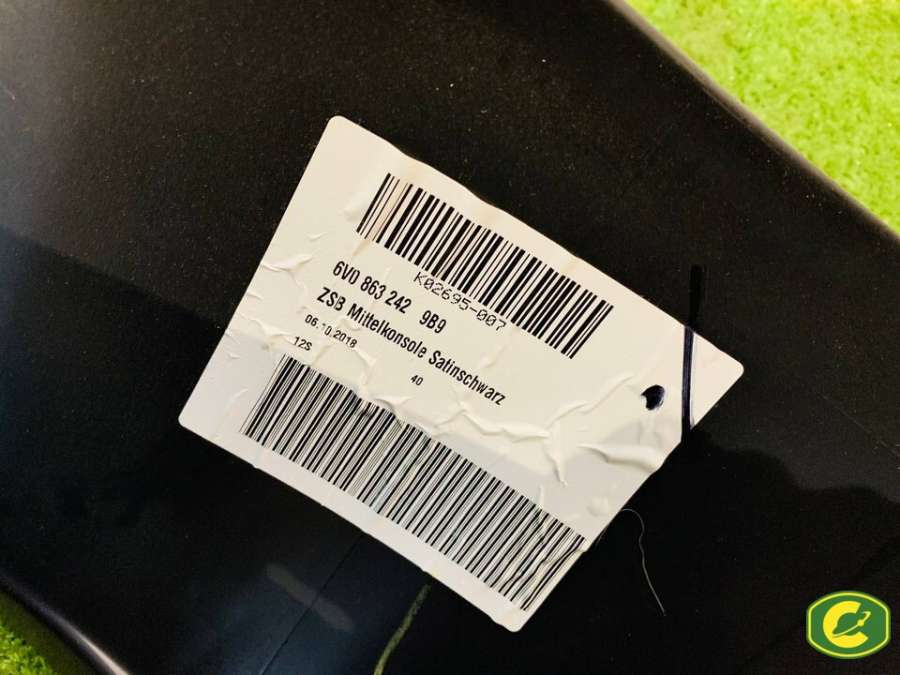 K02695-007
6V0 863 242 9B9
ZSB Mittelkonsole Satinschwarz
06.10.2018 40
12S